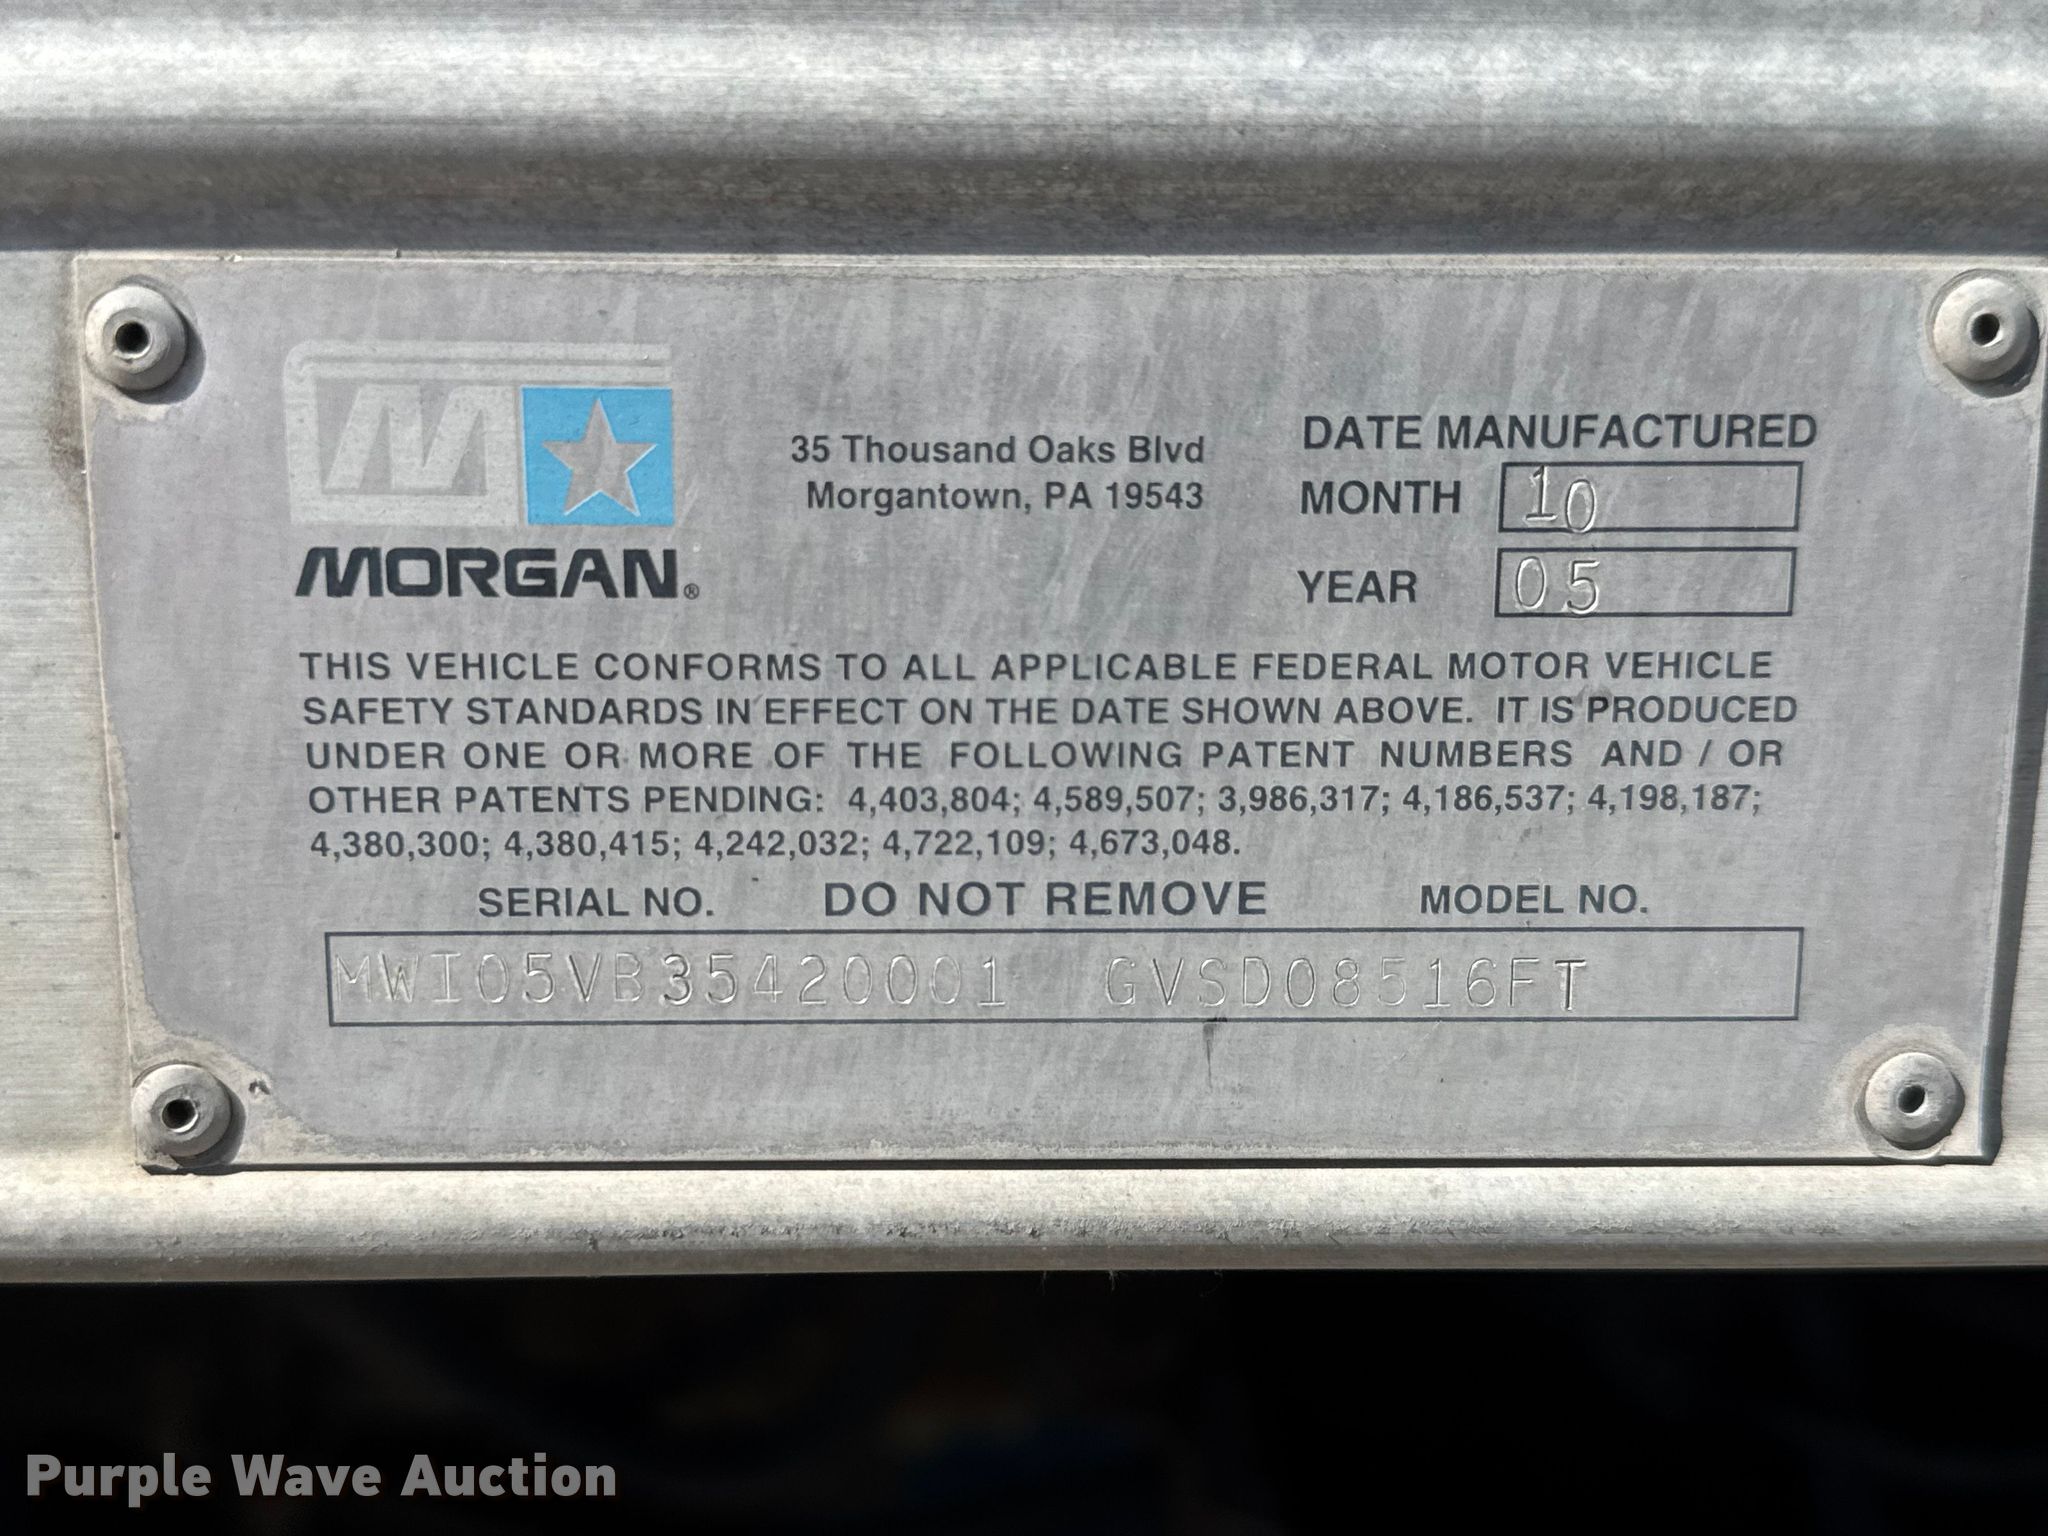 MORGAN®
35 Thousand Oaks Blvd
Morgantown, PA 19543
DATE MANUFACTURED
MONTH 10
YEAR 05
THIS VEHICLE CONFORMS TO ALL APPLICABLE FEDERAL MOTOR VEHICLE
SAFETY STANDARDS IN EFFECT ON THE DATE SHOWN ABOVE. IT IS PRODUCED
UNDER ONE OR MORE OF THE FOLLOWING PATENT NUMBERS AND / OR
OTHER PATENTS PENDING: 4,403,804; 4,589,507; 3,986,317; 4,186,537; 4,198,187;
4,380,300; 4,380,415; 4,242,032; 4,722,109; 4,673,048.
SERIAL NO. DO NOT REMOVE MODEL NO.
MWI05VB35420001 GVSD08516FT
Purple Wave Auction